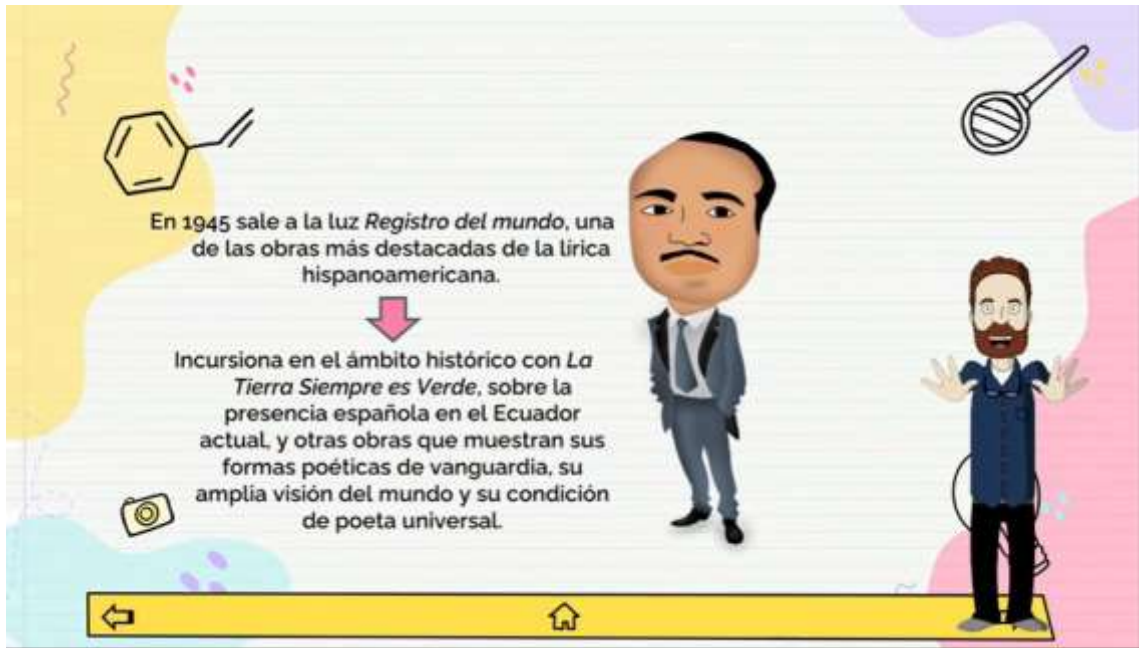 En 1945 sale a la luz Registro del mundo, una
de las obras más destacadas de la lírica
hispanoamericana.
Incursiona en el ámbito histórico con La
Tierra Siempre es Verde, sobre la
presencia española en el Ecuador
actual, y otras obras que muestran sus
formas poéticas de vanguardia, su
amplia visión del mundo y su condición
de poeta universal.